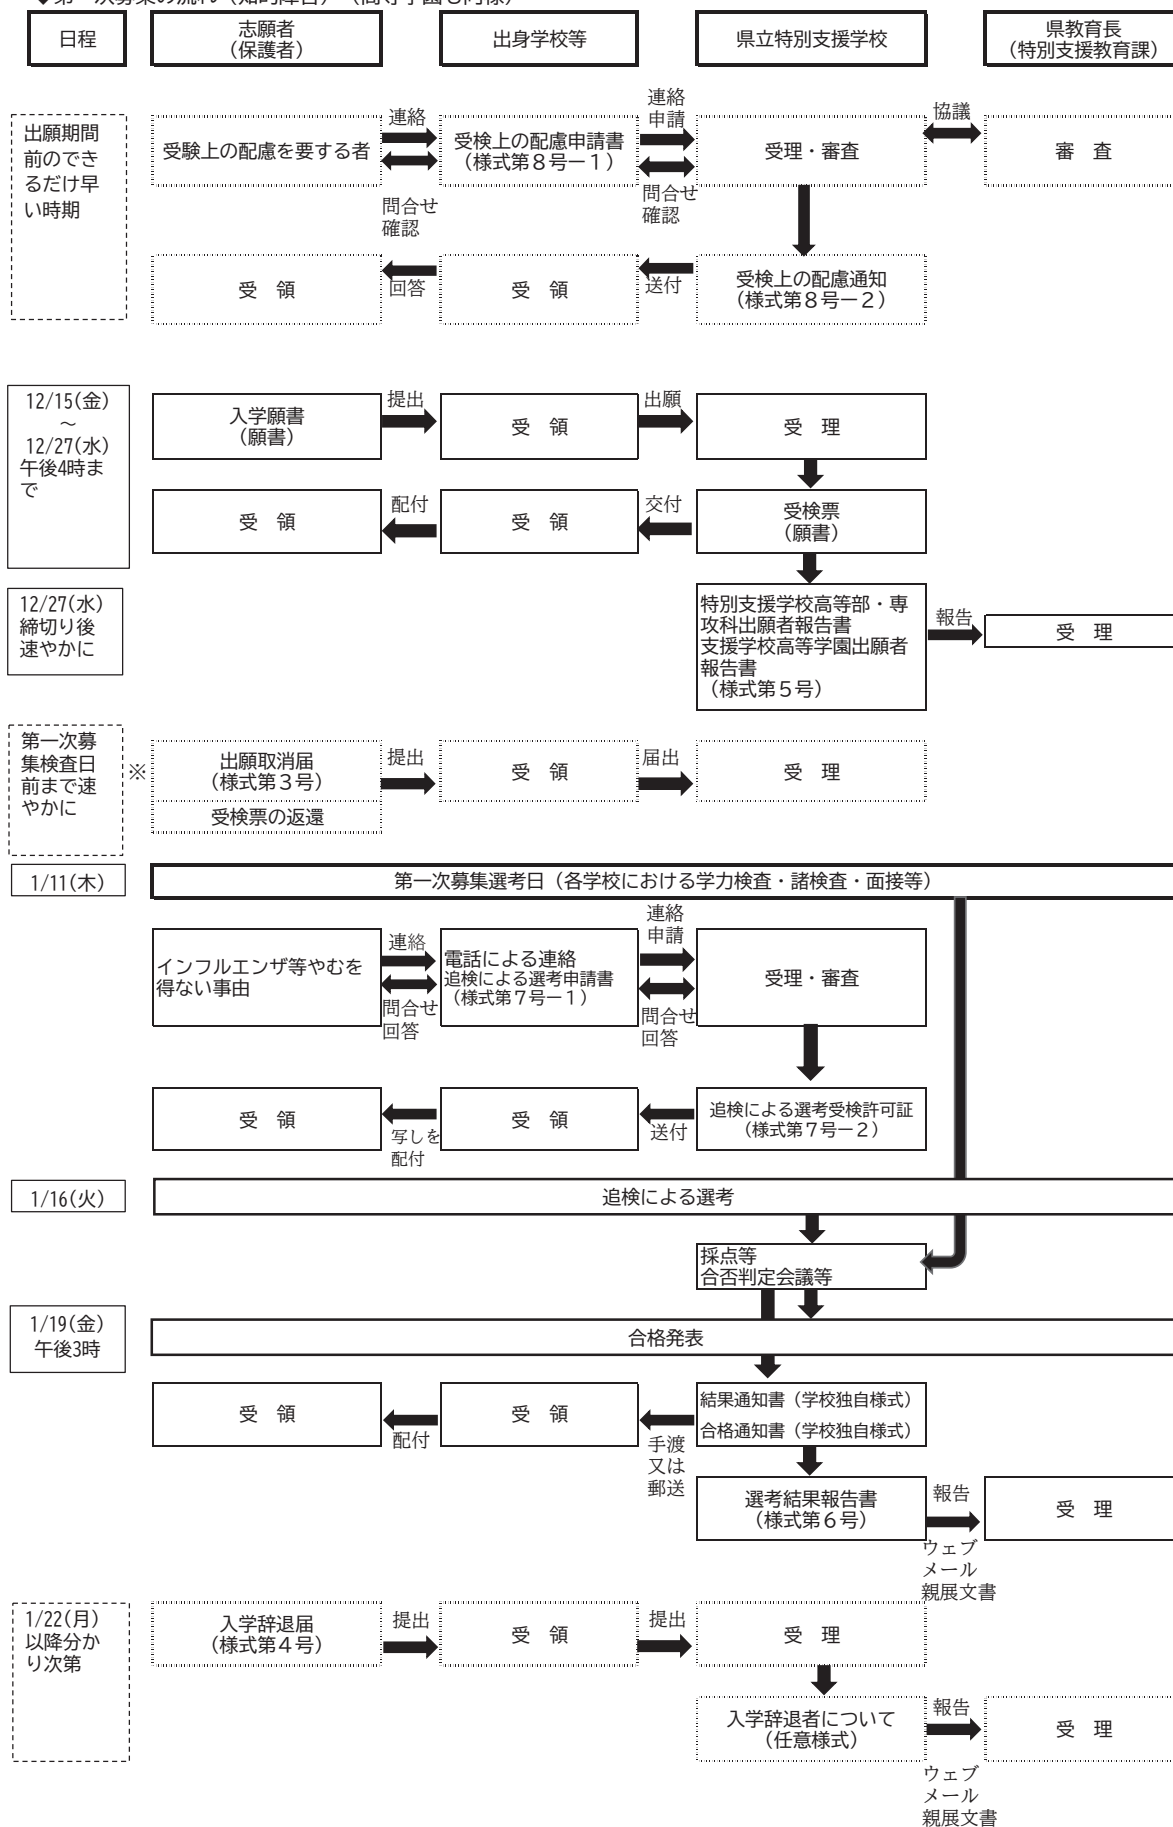 ◆第一次募集の流れ（知的障害）（高等学園も同様）
日程
志願者
（保護者）
出身学校等
県立特別支援学校
県教育長
（特別支援教育課）
出願期間
前のでき
るだけ早
い時期
受験上の配慮を要する者
連絡
問合せ
確認
受検上の配慮申請書
（様式第８号－１）
連絡
申請
問合せ
確認
受理・審査
協議
審　査
受　領
回答
受　領
送付
受検上の配慮通知
（様式第８号－２）
12/15(金)
～
12/27(水)
午後4時ま
で
入学願書
（願書）
提出
受　領
出願
受　理
受　領
配付
受　領
交付
受検票
（願書）
12/27(水)
締切り後
速やかに
特別支援学校高等部・専
攻科出願者報告書
支援学校高等学園出願者
報告書
（様式第５号）
報告
受　理
第一次募
集検査日
前まで速
やかに
※
出願取消届
（様式第３号）
受検票の返還
提出
受　領
届出
受　理
1/11(木)
第一次募集選考日（各学校における学力検査・諸検査・面接等）
インフルエンザ等やむを
得ない事由
連絡
問合せ
回答
電話による連絡
追検による選考申請書
（様式第７号－１）
連絡
申請
問合せ
回答
受理・審査
受　領
写しを
配付
受　領
送付
追検による選考受検許可証
（様式第７号－２）
1/16(火)
追検による選考
採点等
合否判定会議等
1/19(金)
午後3時
合格発表
受　領
配付
受　領
手渡
又は
郵送
結果通知書（学校独自様式）
合格通知書（学校独自様式）
選考結果報告書
（様式第６号）
報告
ウェブ
メール
親展文書
受　理
1/22(月)
以降分か
り次第
入学辞退届
（様式第４号）
提出
受　領
提出
受　理
入学辞退者について
（任意様式）
報告
ウェブ
メール
親展文書
受　理